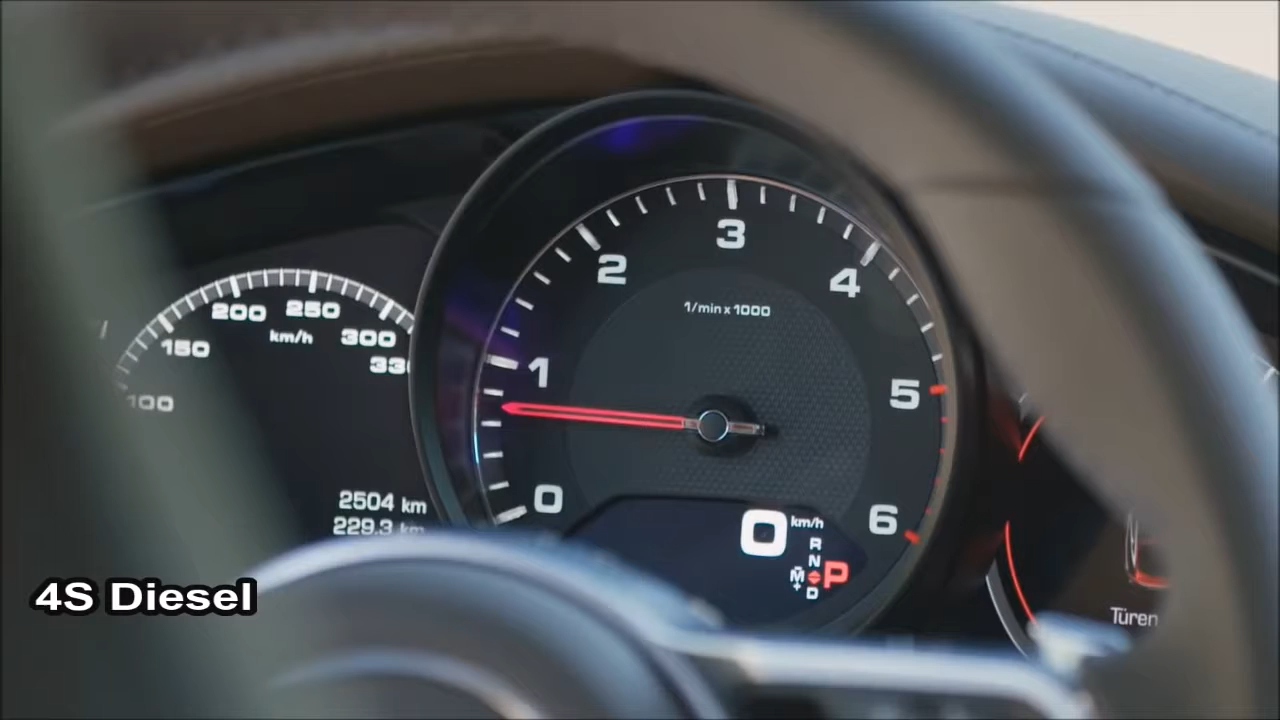 100
150
200
250
300
330
km/h
2504 km
229.3 km
0
1
2
3
4
5
6
1/min x 1000
0 km/h
R
N
M
+
P
D
Türen
4S Diesel